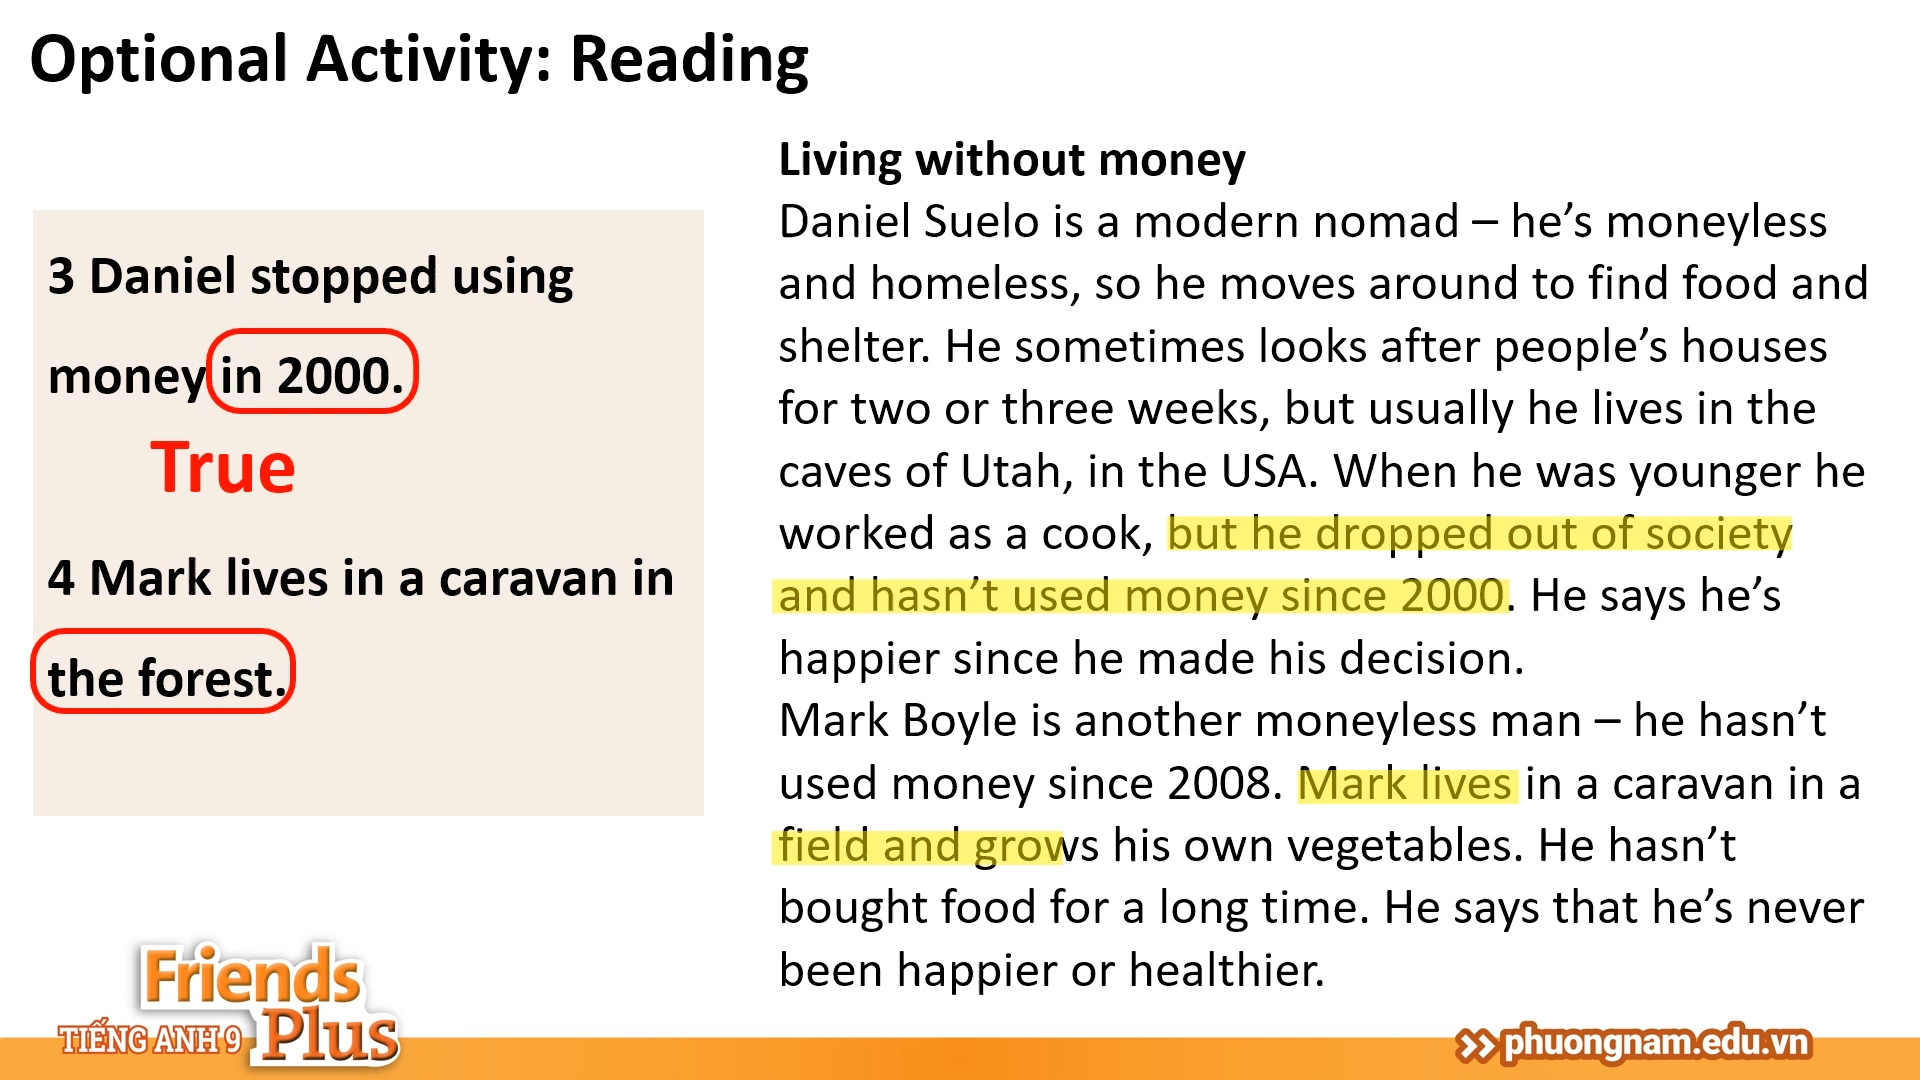 Optional Activity: Reading
3 Daniel stopped using
money in 2000.
True
4 Mark lives in a caravan in
the forest.
Living without money
Daniel Suelo is a modern nomad – he’s moneyless
and homeless, so he moves around to find food and
shelter. He sometimes looks after people’s houses
for two or three weeks, but usually he lives in the
caves of Utah, in the USA. When he was younger he
worked as a cook, but he dropped out of society
and hasn’t used money since 2000. He says he’s
happier since he made his decision.
Mark Boyle is another moneyless man – he hasn’t
used money since 2008. Mark lives in a caravan in a
field and grows his own vegetables. He hasn’t
bought food for a long time. He says that he’s never
been happier or healthier.
Friends
Plus
TIẾNG ANH 9
phuongnam.edu.vn